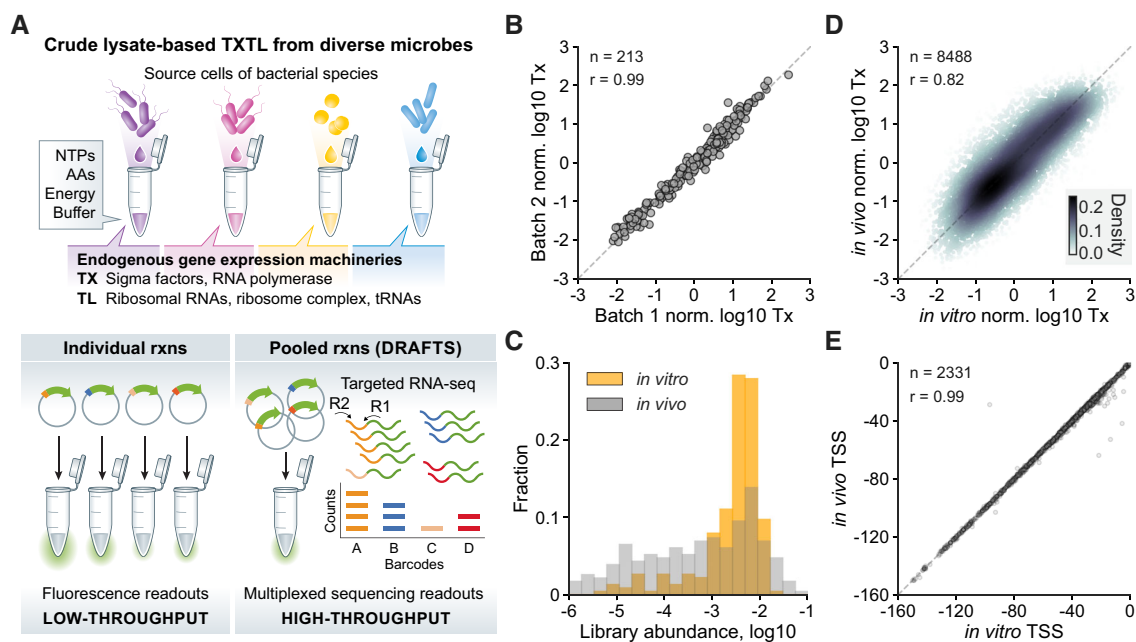 A
Crude lysate-based TXTL from diverse microbes
Source cells of bacterial species
NTPs
AAs
Energy
Buffer
Endogenous gene expression machineries
TX Sigma factors, RNA polymerase
TL Ribosomal RNAs, ribosome complex, tRNAs
Individual rxns
Fluorescence readouts
LOW-THROUGHPUT
Pooled rxns (DRAFTS)
Targeted RNA-seq
R2 R1
Counts
A B C D
Barcodes
Multiplexed sequencing readouts
HIGH-THROUGHPUT
B
n = 213
r = 0.99
Batch 2 norm. log10 Tx
3
2
1
0
-1
-2
-3
-3 -2 -1 0 1 2 3
Batch 1 norm. log10 Tx
C
in vitro
in vivo
Fraction
0.3
0.2
0.1
0
-6 -5 -4 -3 -2 -1
Library abundance, log10
D
n = 8488
r = 0.82
in vivo norm. log10 Tx
3
2
1
0
-1
-2
-3
-3 -2 -1 0 1 2 3
in vitro norm. log10 Tx
0.2
0.1
0.0
Density
E
n = 2331
r = 0.99
in vivo TSS
0
-40
-80
-120
-160
-160 -120 -80 -40 0
in vitro TSS